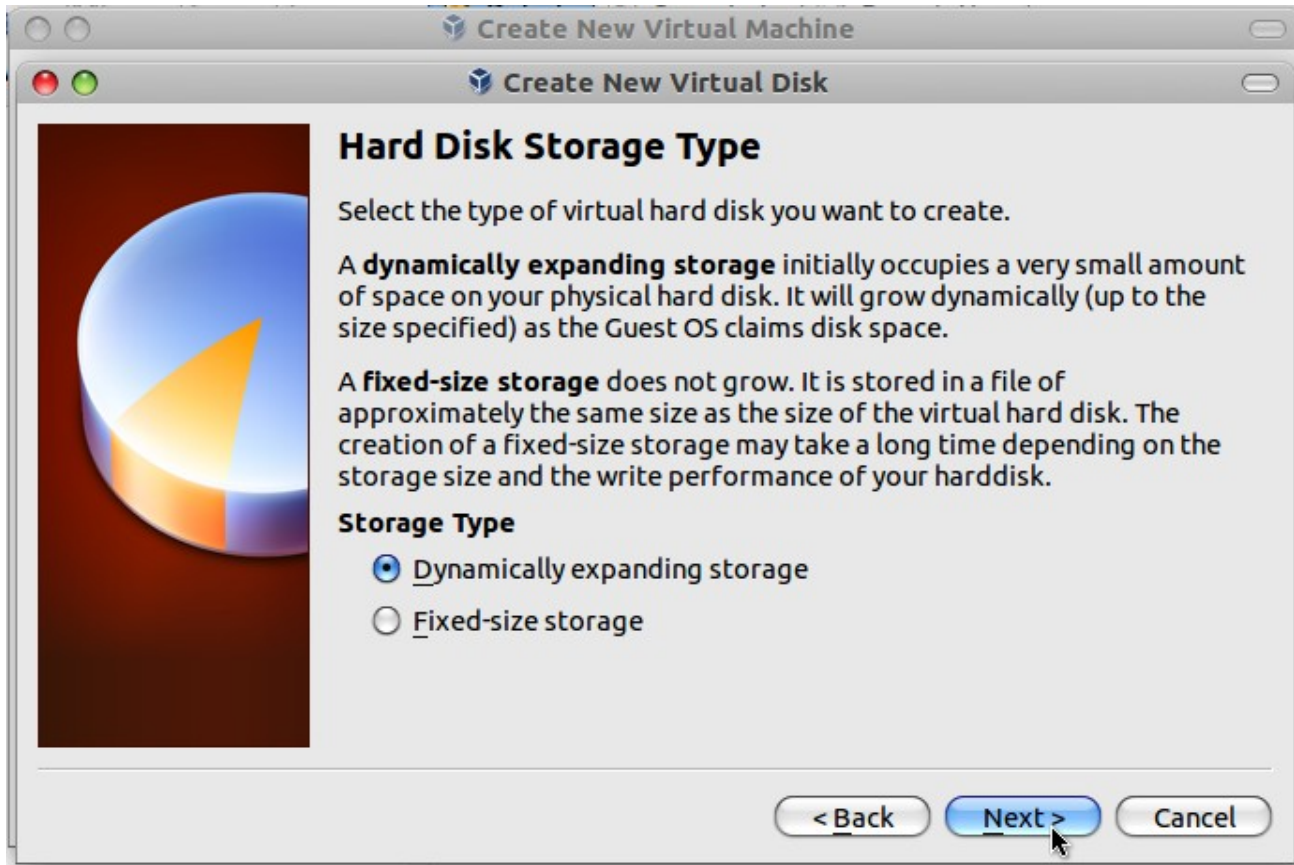 Create New Virtual Machine
Create New Virtual Disk
Hard Disk Storage Type
Select the type of virtual hard disk you want to create.
A dynamically expanding storage initially occupies a very small amount
of space on your physical hard disk. It will grow dynamically (up to the
size specified) as the Guest OS claims disk space.
A fixed-size storage does not grow. It is stored in a file of
approximately the same size as the size of the virtual hard disk. The
creation of a fixed-size storage may take a long time depending on the
storage size and the write performance of your harddisk.
Storage Type
Dynamically expanding storage
Fixed-size storage
< Back Next > Cancel